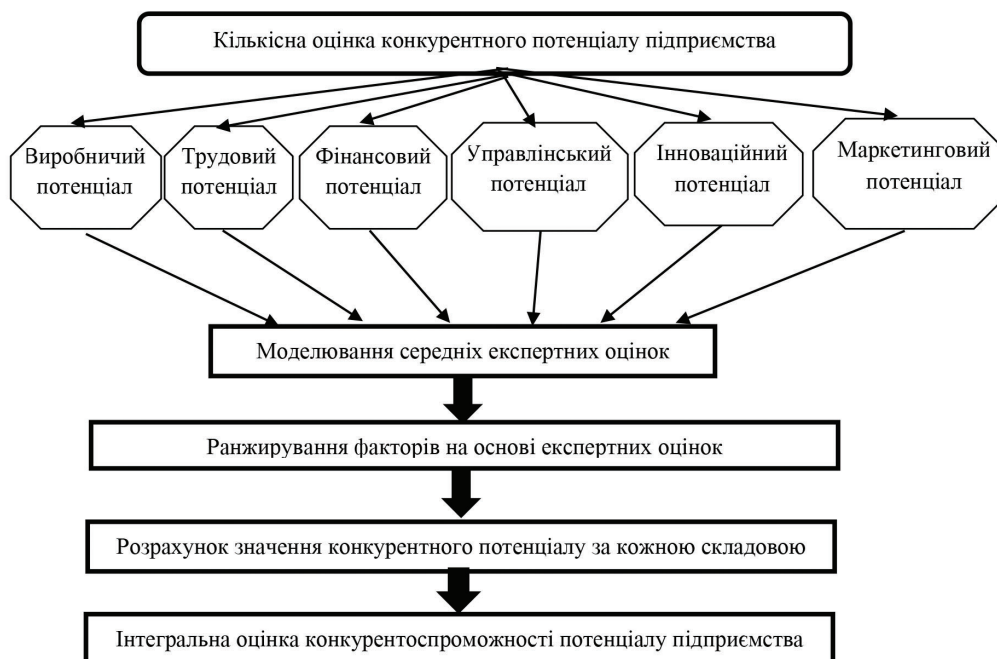 Кількісна оцінка конкурентного потенціалу підприємства
Виробничий
потенціал
Трудовий
потенціал
Фінансовий
потенціал
Управлінський
потенціал
Інноваційний
потенціал
Маркетинговий
потенціал
Моделювання середніх експертних оцінок
Ранжирування факторів на основі експертних оцінок
Розрахунок значення конкурентного потенціалу за кожною складовою
Інтегральна оцінка конкурентоспроможності потенціалу підприємства